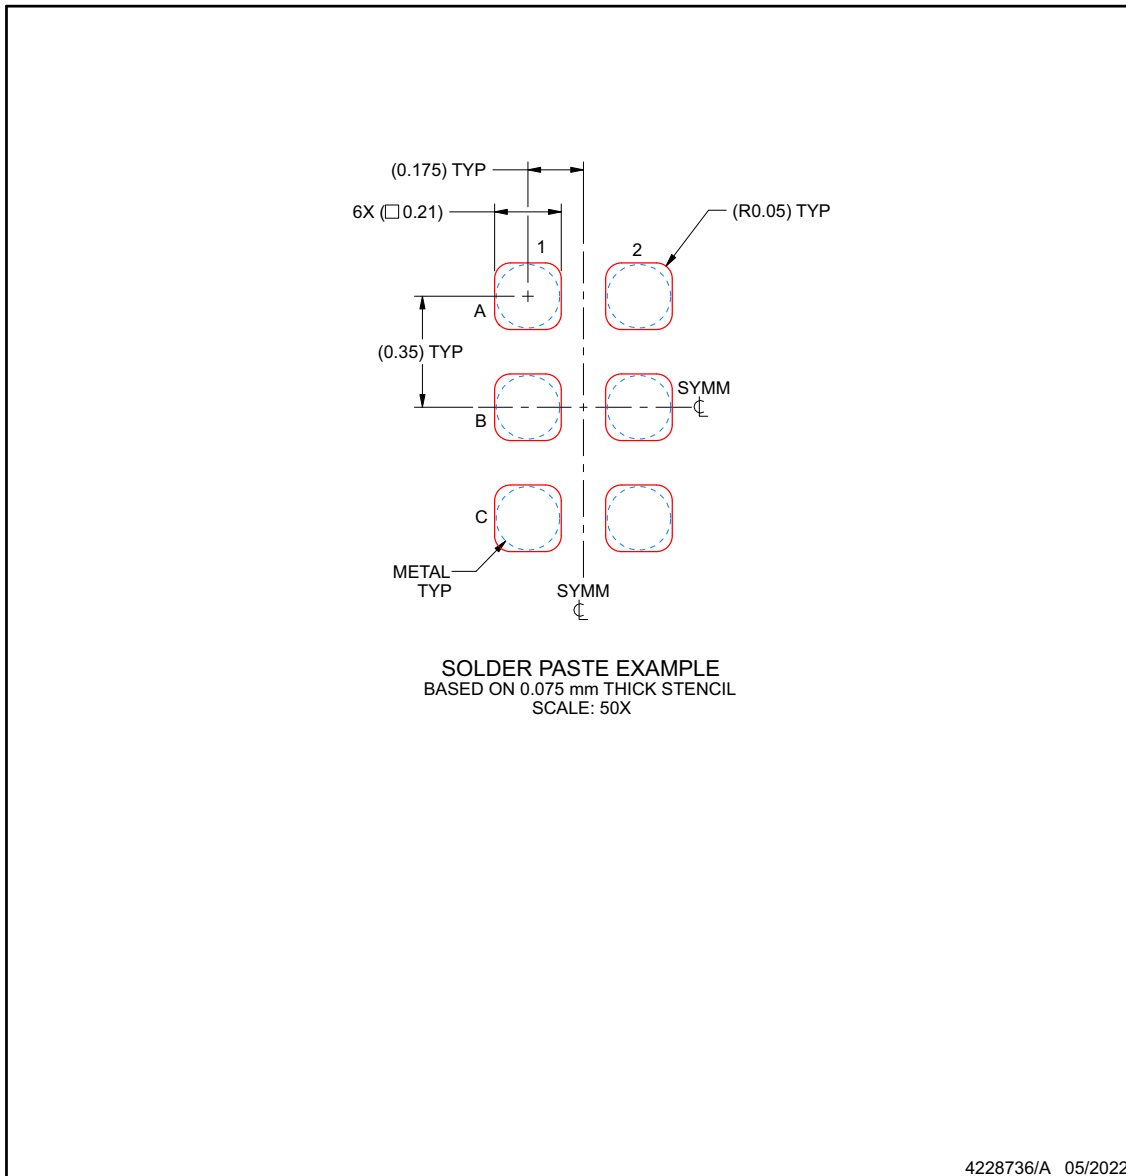 (0.175) TYP
6X (□ 0.21)
(R0.05) TYP
1
2
A
(0.35) TYP
SYMM
℄
B
C
METAL
TYP
SYMM
℄
SOLDER PASTE EXAMPLE
BASED ON 0.075 mm THICK STENCIL
SCALE: 50X
4228736/A 05/2022